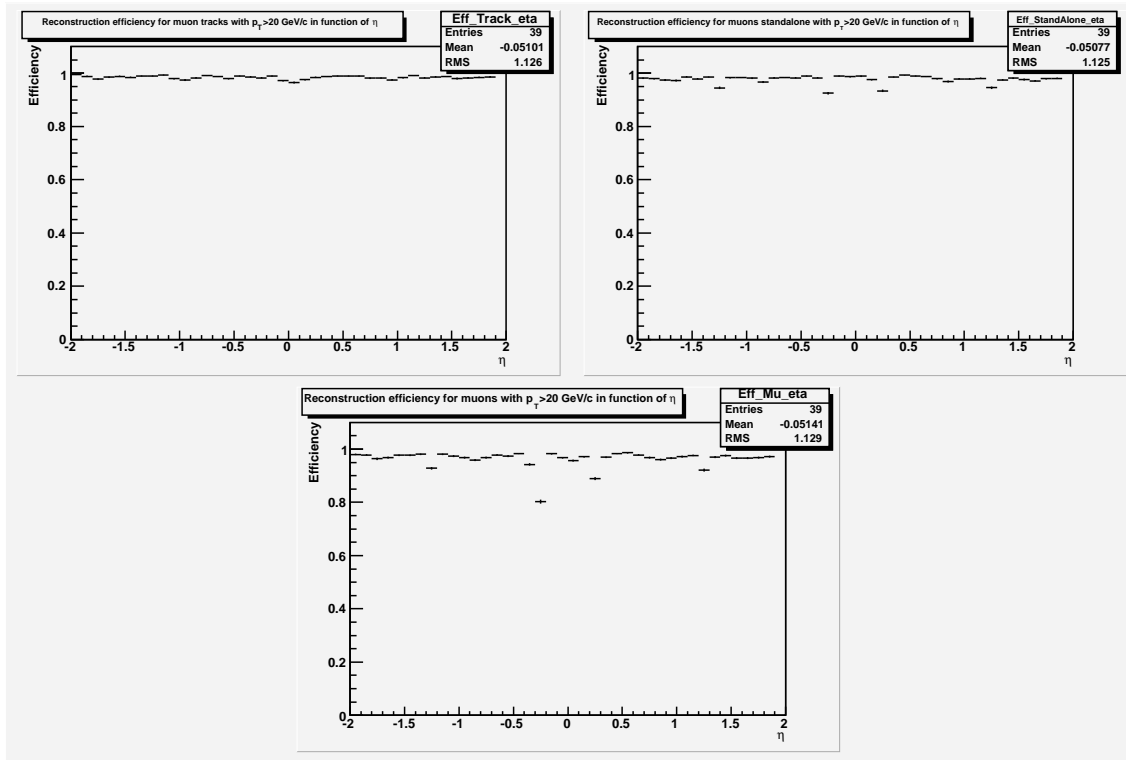 Reconstruction efficiency for muon tracks with p_T>20 GeV/c in function of η
Eff_Track_eta
Entries 39
Mean -0.05101
RMS 1.126
Efficiency
1
0.8
0.6
0.4
0.2
0
-2 -1.5 -1 -0.5 0 0.5 1 1.5 2
η
Reconstruction efficiency for muons standalone with p_T>20 GeV/c in function of η
Eff_StandAlone_eta
Entries 39
Mean -0.05077
RMS 1.125
Efficiency
1
0.8
0.6
0.4
0.2
0
-2 -1.5 -1 -0.5 0 0.5 1 1.5 2
η
Reconstruction efficiency for muons with p_T>20 GeV/c in function of η
Eff_Mu_eta
Entries 39
Mean -0.05141
RMS 1.129
Efficiency
1
0.8
0.6
0.4
0.2
0
-2 -1.5 -1 -0.5 0 0.5 1 1.5 2
η